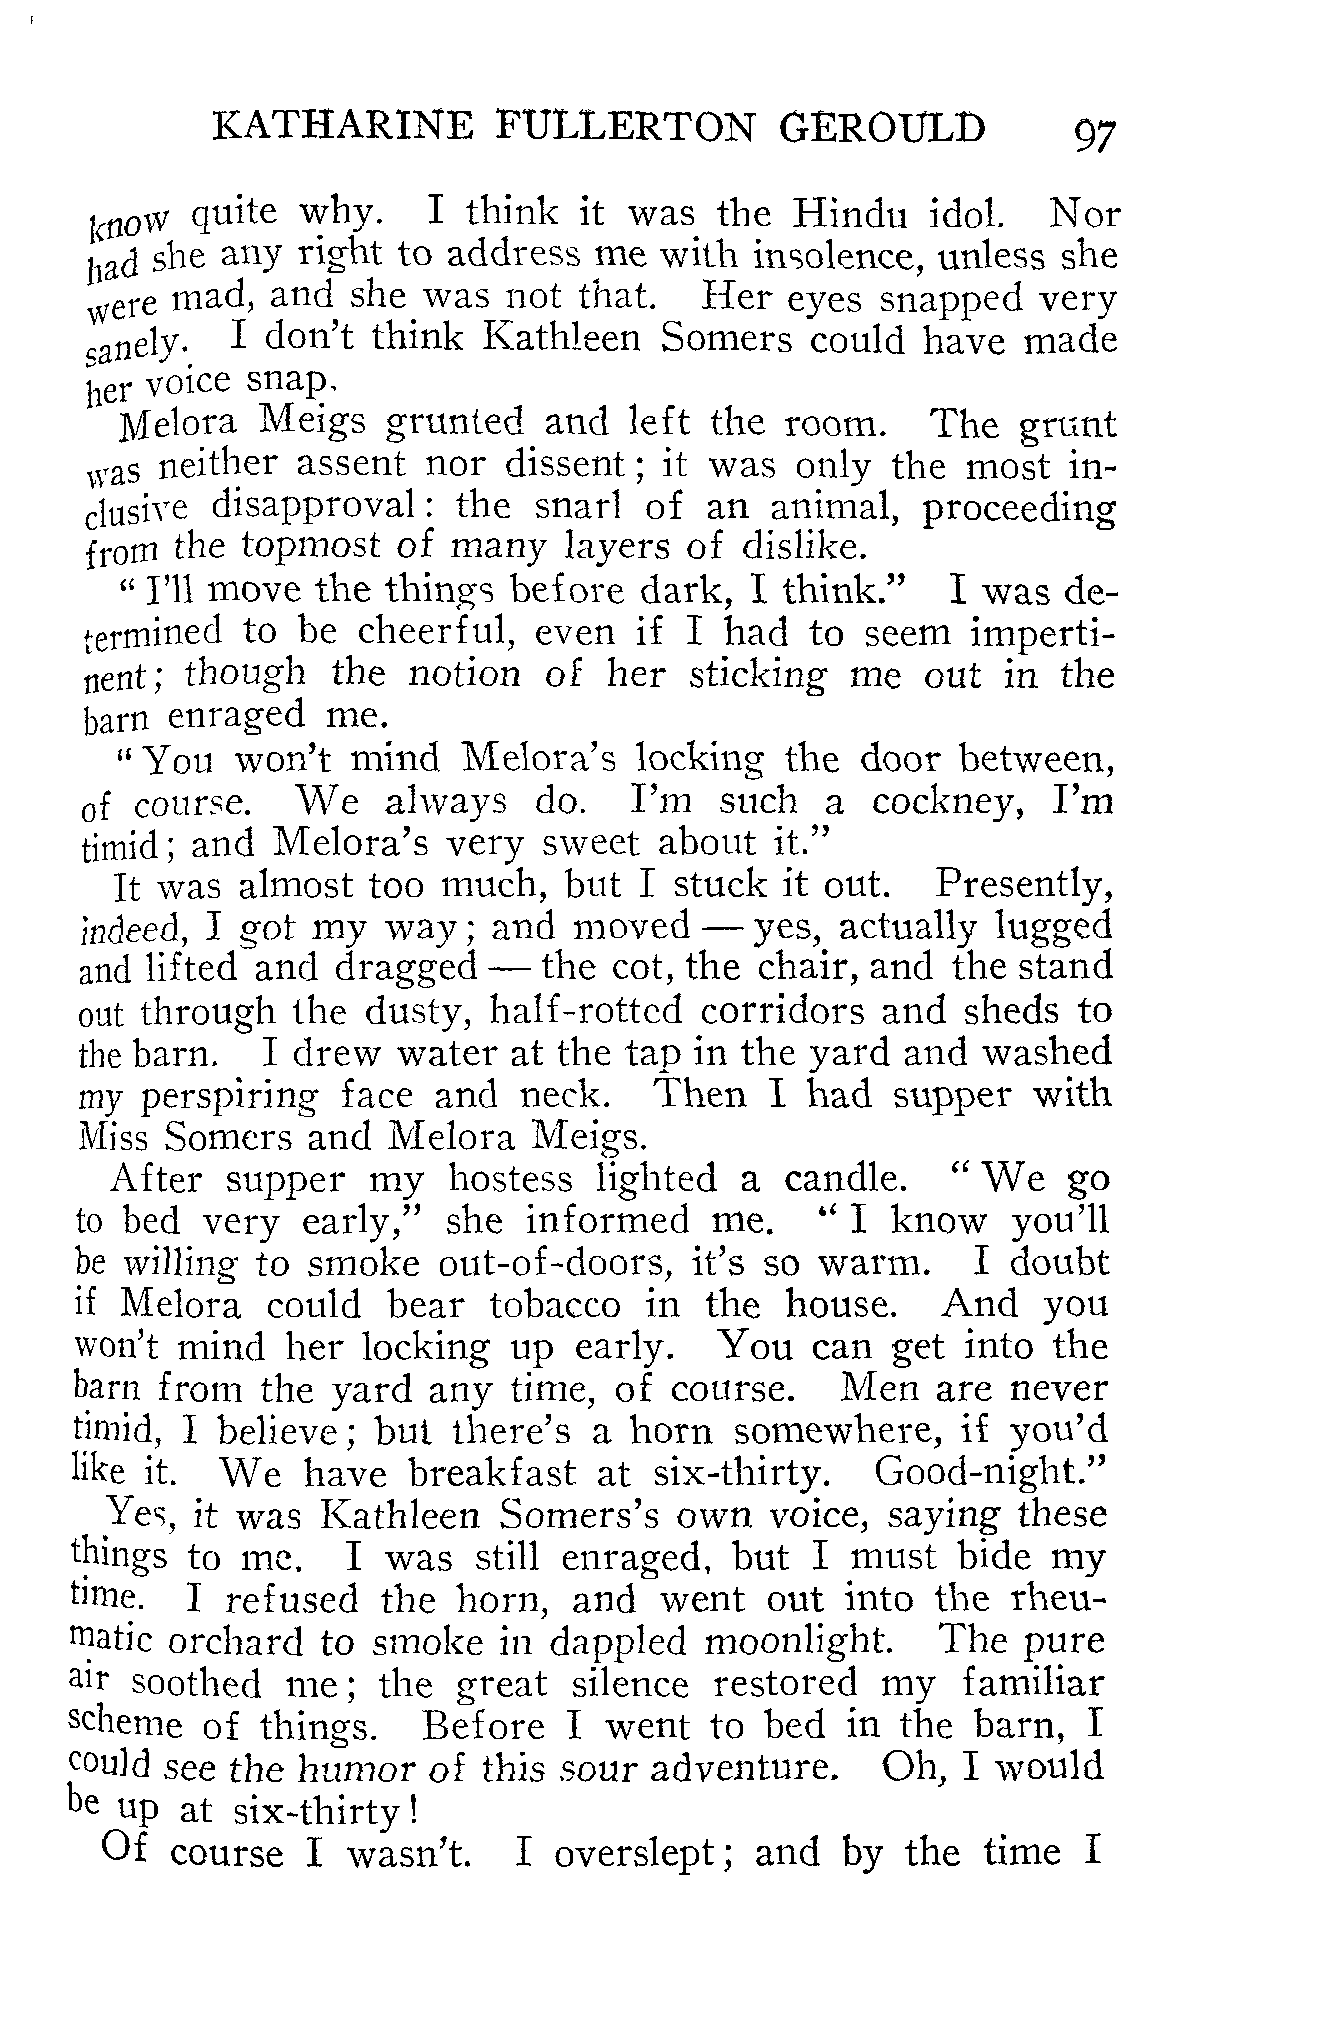 KATHARINE FULLERTON GEROULD 97
know quite why. I think it was the Hindu idol. Nor
had she any right to address me with insolence, unless she
were mad, and she was not that. Her eyes snapped very
sanely. I don't think Kathleen Somers could have made
her voice snap.
Melora Meigs grunted and left the room. The grunt
was neither assent nor dissent; it was only the most in-
clusive disapproval: the snarl of an animal, proceeding
from the topmost of many layers of dislike.
"I'll move the things before dark, I think." I was de-
termined to be cheerful, even if I had to seem imperti-
nent; though the notion of her sticking me out in the
barn enraged me.
"You won't mind Melora's locking the door between,
of course. We always do. I'm such a cockney, I'm
timid; and Melora's very sweet about it."
It was almost too much, but I stuck it out. Presently,
indeed, I got my way; and moved — yes, actually lugged
and lifted and dragged — the cot, the chair, and the stand
out through the dusty, half-rotted corridors and sheds to
the barn. I drew water at the tap in the yard and washed
my perspiring face and neck. Then I had supper with
Miss Somers and Melora Meigs.
After supper my hostess lighted a candle. "We go
to bed very early," she informed me. "I know you'll
be willing to smoke out-of-doors, it's so warm. I doubt
if Melora could bear tobacco in the house. And you
won't mind her locking up early. You can get into the
barn from the yard any time, of course. Men are never
timid, I believe; but there's a horn somewhere, if you'd
like it. We have breakfast at six-thirty. Good-night."
Yes, it was Kathleen Somers's own voice, saying these
things to me. I was still enraged, but I must bide my
time. I refused the horn, and went out into the rheu-
matic orchard to smoke in dappled moonlight. The pure
air soothed me; the great silence restored my familiar
scheme of things. Before I went to bed in the barn, I
could see the humor of this sour adventure. Oh, I would
be up at six-thirty!
Of course I wasn't. I overslept; and by the time I